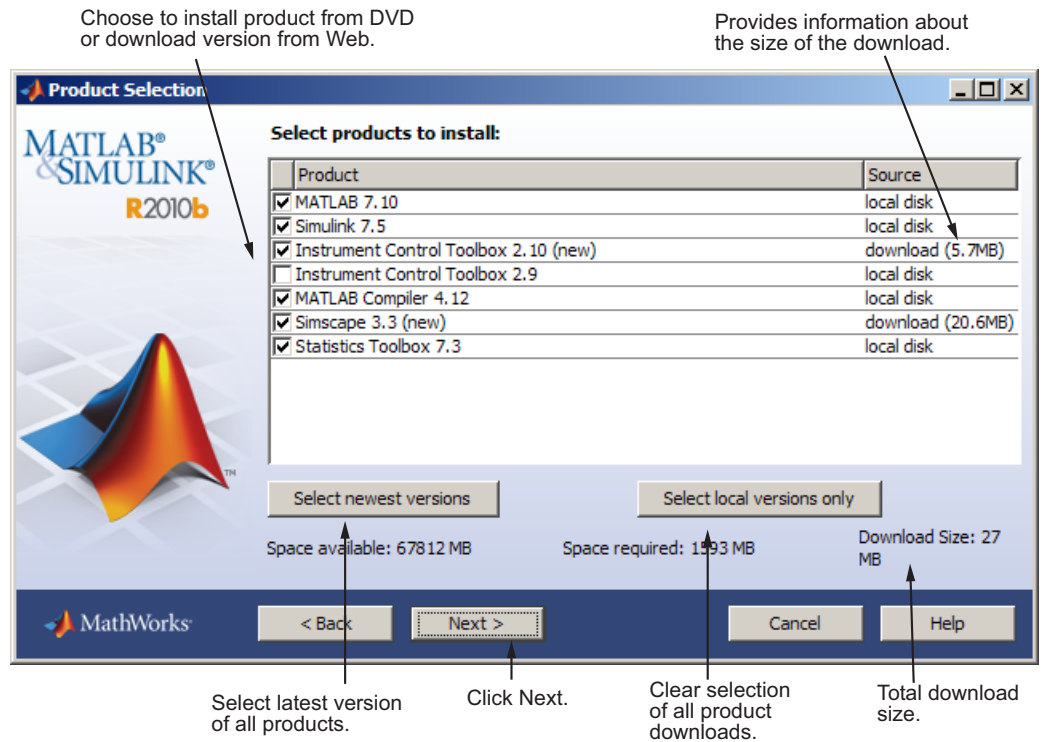 Choose to install product from DVD
or download version from Web.
Provides information about
the size of the download.
Product Selection
MATLAB®
&SIMULINK®
R2010b
Select products to install:
Product Source
MATLAB 7.10 local disk
Simulink 7.5 local disk
Instrument Control Toolbox 2.10 (new) download (5.7MB)
Instrument Control Toolbox 2.9 local disk
MATLAB Compiler 4.12 local disk
Simscape 3.3 (new) download (20.6MB)
Statistics Toolbox 7.3 local disk
TM
Select newest versions Select local versions only
Space available: 67812 MB Space required: 1593 MB Download Size: 27
MB
MathWorks® < Back Next > Cancel Help
Select latest version
of all products.
Click Next.
Clear selection
of all product
downloads.
Total download
size.